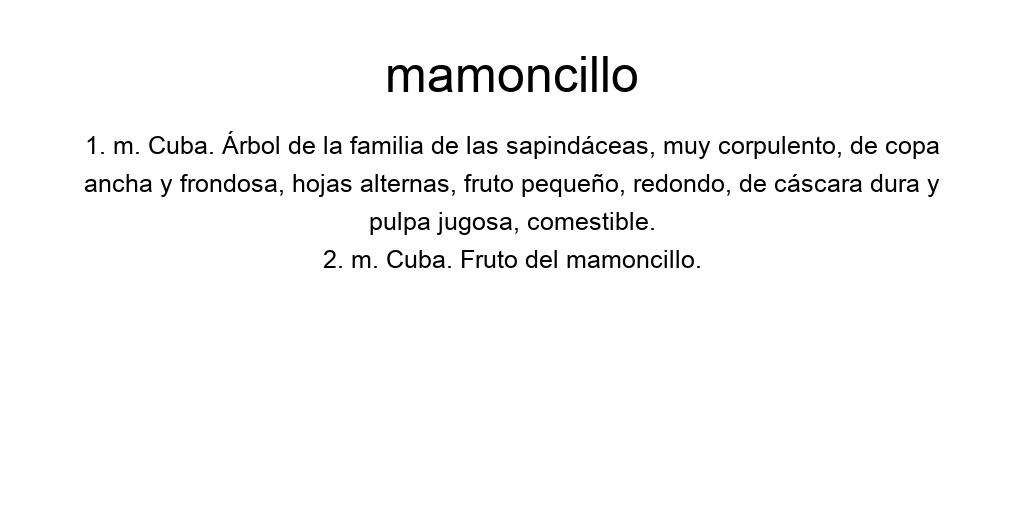 mamoncillo
1. m. Cuba. Árbol de la familia de las sapindáceas, muy corpulento, de copa
ancha y frondosa, hojas alternas, fruto pequeño, redondo, de cáscara dura y
pulpa jugosa, comestible.
2. m. Cuba. Fruto del mamoncillo.